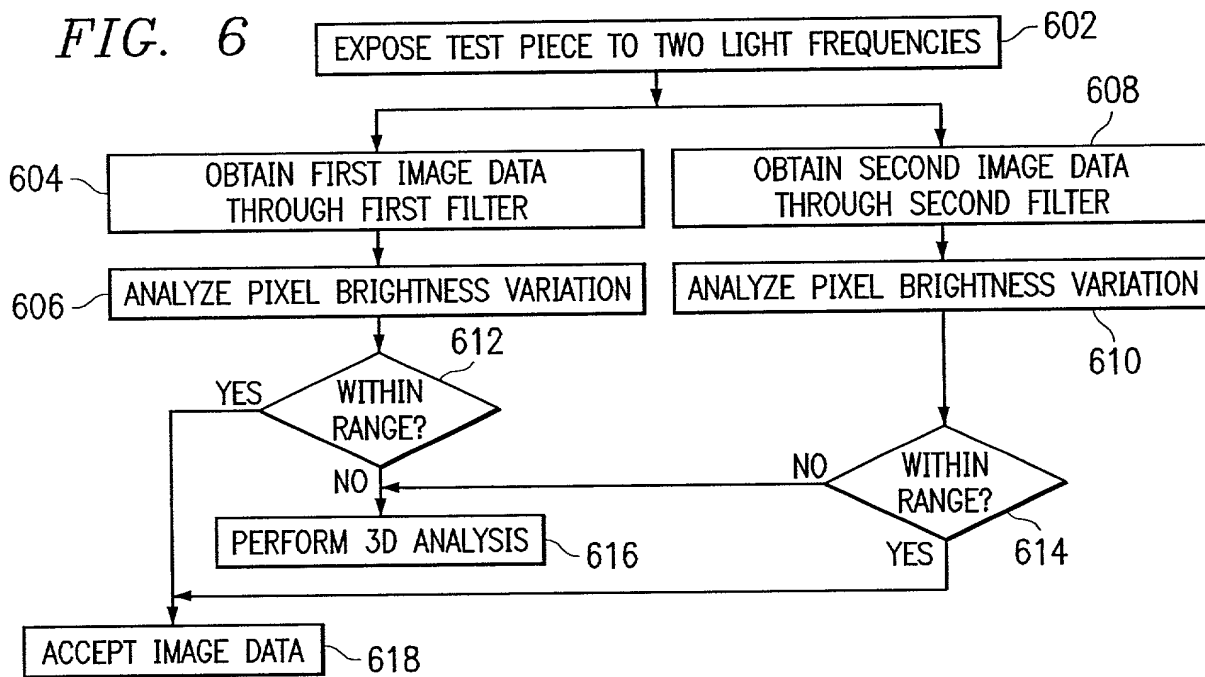 FIG. 6
EXPOSE TEST PIECE TO TWO LIGHT FREQUENCIES
602
608
604
OBTAIN FIRST IMAGE DATA
THROUGH FIRST FILTER
OBTAIN SECOND IMAGE DATA
THROUGH SECOND FILTER
606
ANALYZE PIXEL BRIGHTNESS VARIATION
ANALYZE PIXEL BRIGHTNESS VARIATION
610
612
YES
WITHIN
RANGE?
NO
NO
WITHIN
RANGE?
614
YES
PERFORM 3D ANALYSIS
616
ACCEPT IMAGE DATA
618